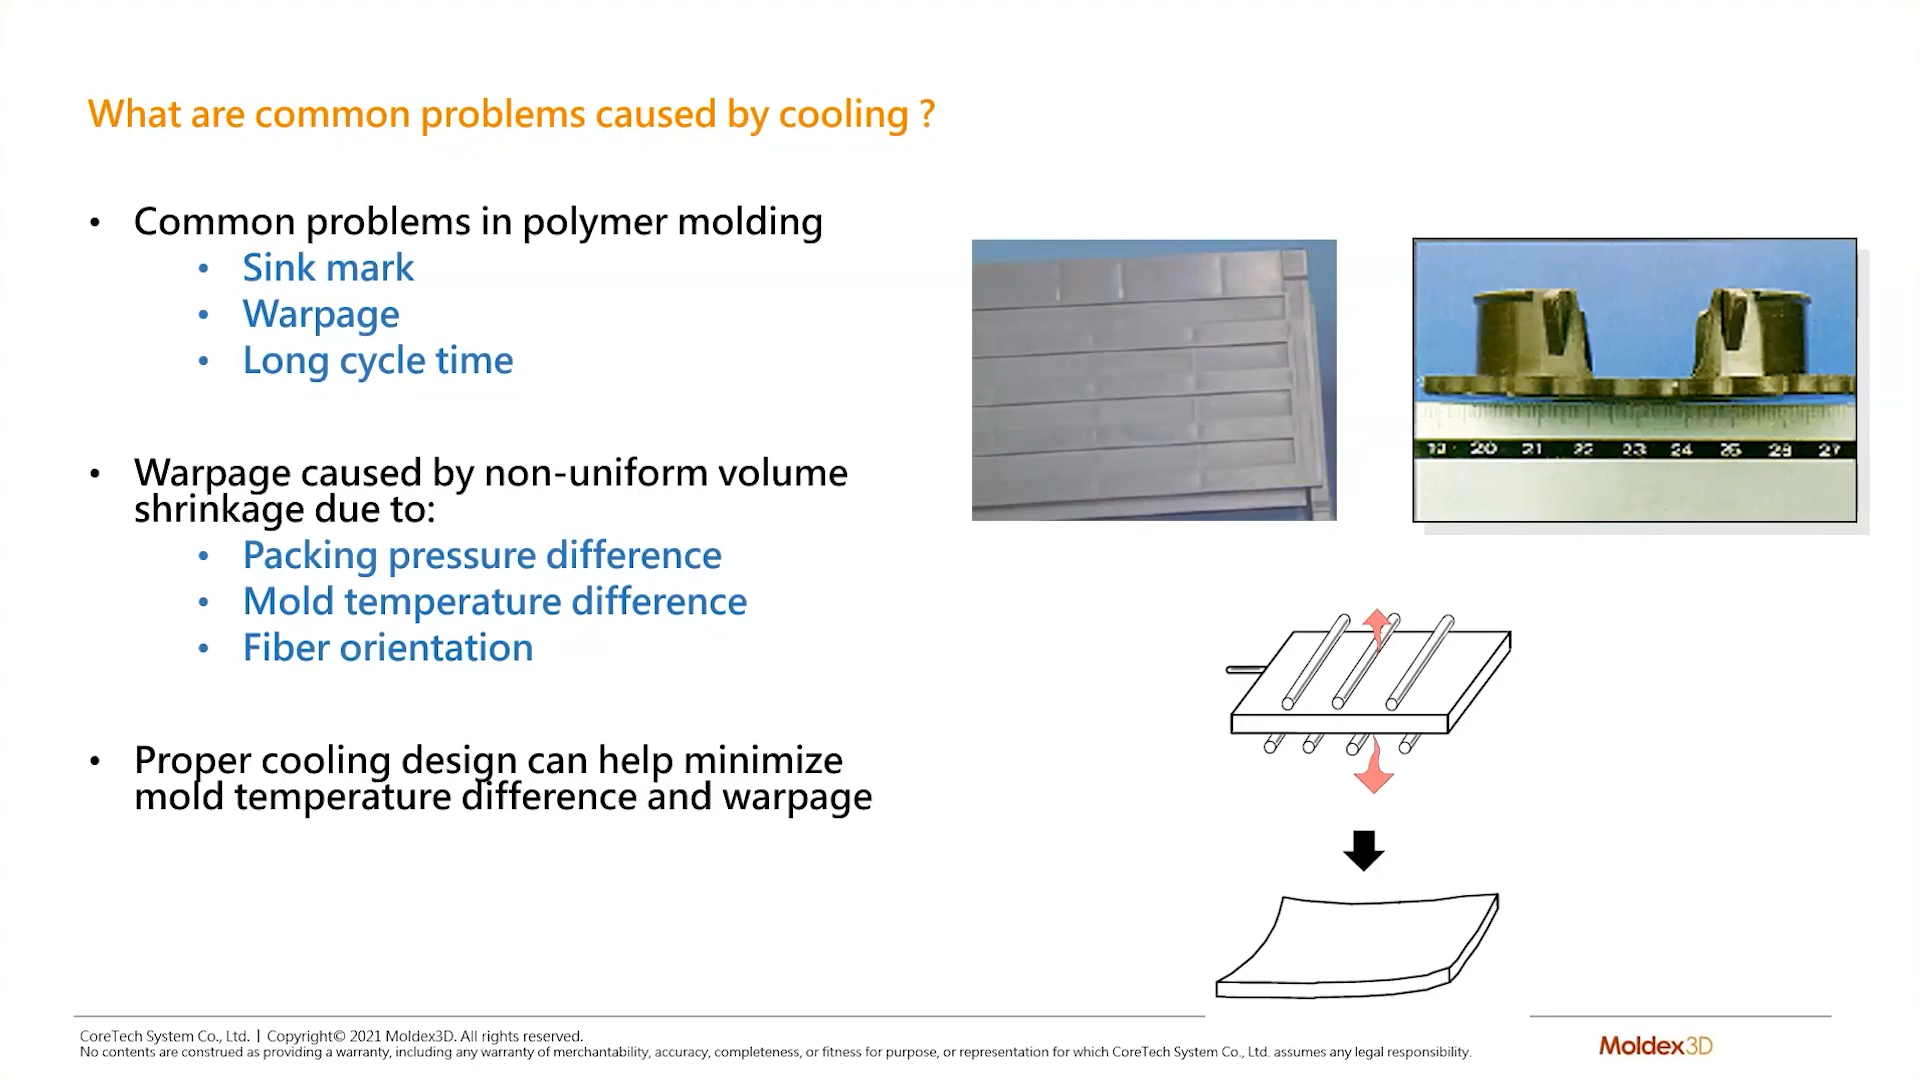 What are common problems caused by cooling ?
• Common problems in polymer molding
• Sink mark
• Warpage
• Long cycle time
• Warpage caused by non-uniform volume
shrinkage due to:
• Packing pressure difference
• Mold temperature difference
• Fiber orientation
• Proper cooling design can help minimize
mold temperature difference and warpage
20 21 22 23 24 25 26 27
CoreTech System Co., Ltd. | Copyright© 2021 Moldex3D. All rights reserved.
No contents are construed as providing a warranty, including any warranty of merchantability, accuracy, completeness, or fitness for purpose, or representation for which CoreTech System Co., Ltd. assumes any legal responsibility.
Moldex3D